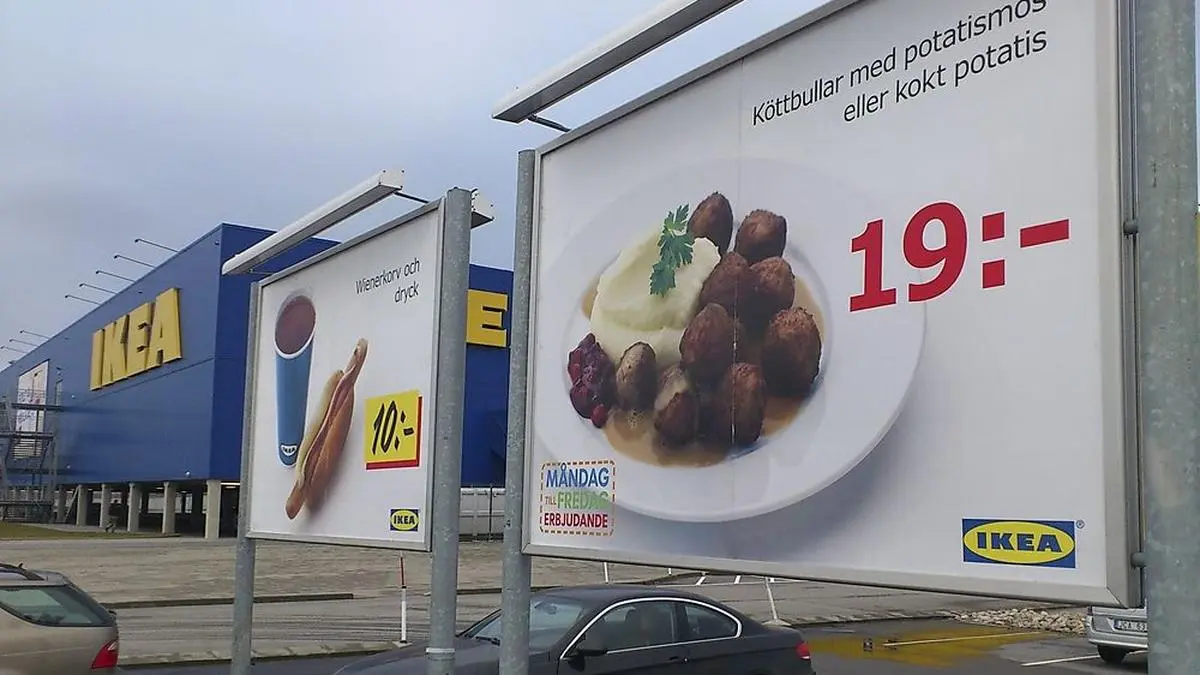 IKEA
E
Wienerkorv och
dryck
10:-
IKEA
Köttbullar med potatismos
eller kokt potatis
19:-
MÅNDAG
TILL FREDAG
ERBJUDANDE
IKEA
®